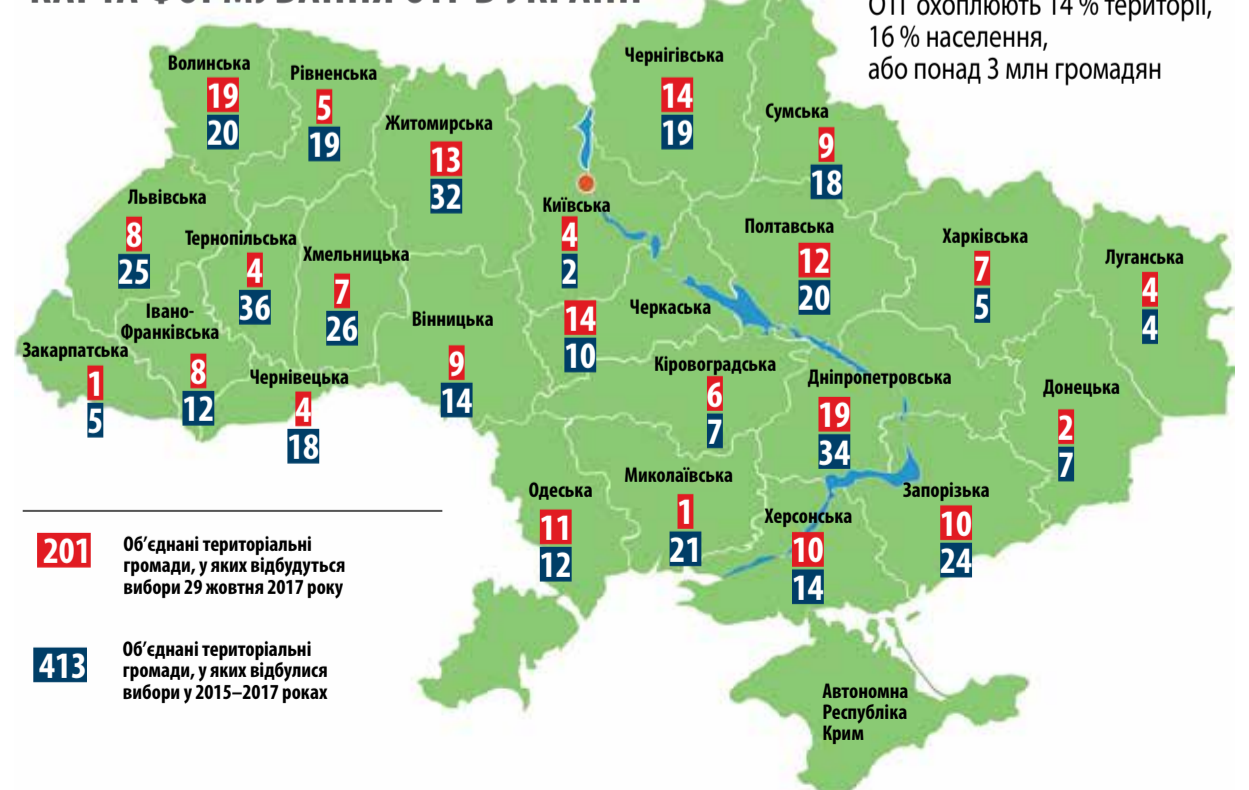 КАРТА ФОРМУВАННЯ ОТГ В УКРАЇНІ
ОТГ охоплюють 14 % території,
16 % населення,
або понад 3 млн громадян
Волинська
19
20
Рівненська
5
19
Житомирська
13
32
Чернігівська
14
19
Сумська
9
18
Київська
4
2
Львівська
8
25
Тернопільська
4
36
Хмельницька
7
26
Полтавська
12
20
Харківська
7
5
Луганська
4
4
Івано-
Франківська
8
12
Вінницька
9
14
Черкаська
14
10
Закарпатська
1
5
Чернівецька
4
18
Кіровоградська
6
7
Дніпропетровська
19
34
Донецька
2
7
Одеська
11
12
Миколаївська
1
21
Херсонська
10
14
Запорізька
10
24
201
Об’єднані територіальні
громади, у яких відбудуться
вибори 29 жовтня 2017 року
413
Об’єднані територіальні
громади, у яких відбулися
вибори у 2015–2017 роках
Автономна
Республіка
Крим